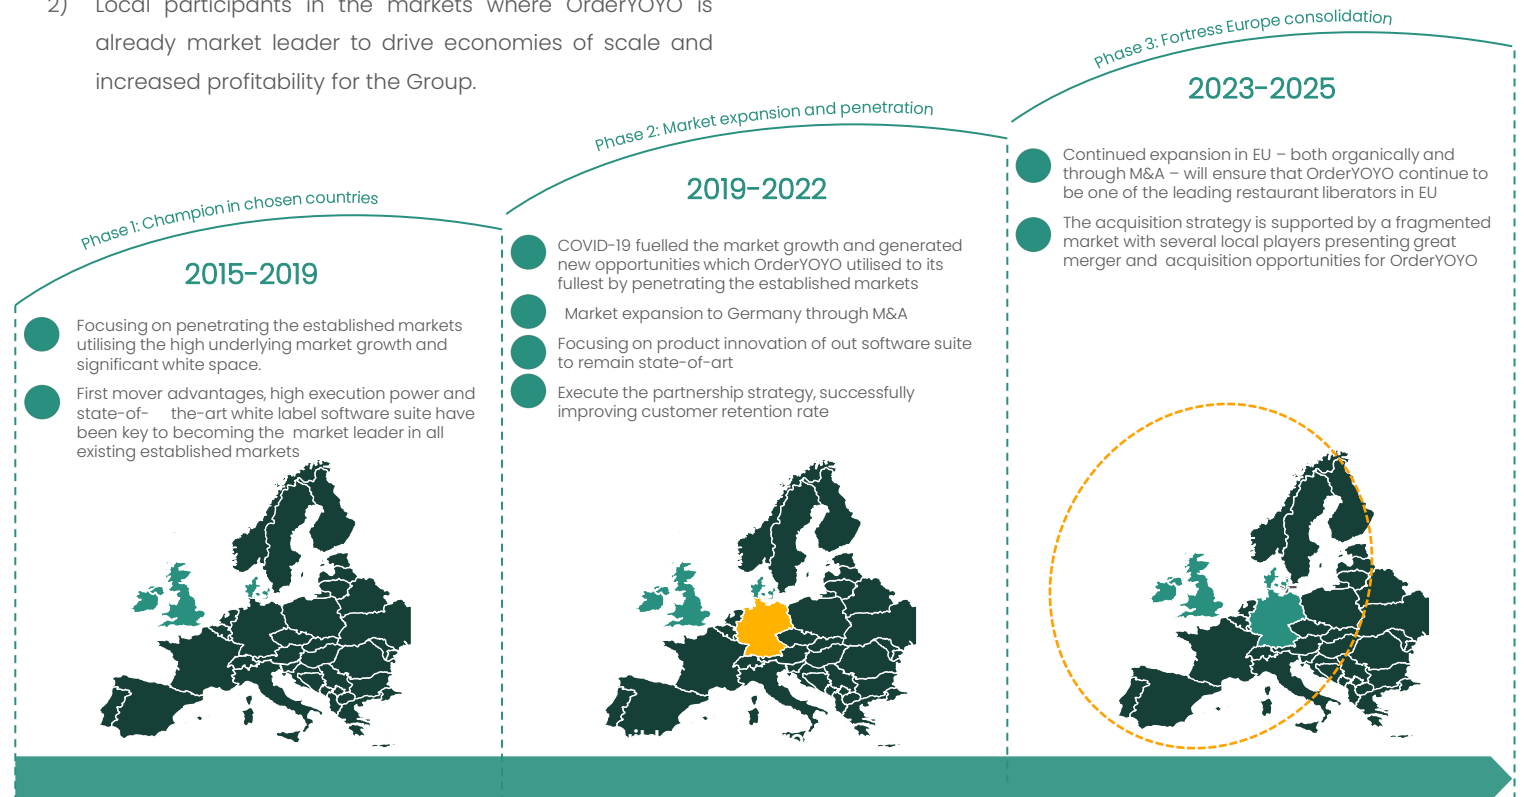 2) Local participants in the markets where OrderYOYO is
already market leader to drive economies of scale and
increased profitability for the Group.
Phase 1: Champion in chosen countries
2015-2019
Focusing on penetrating the established markets
utilising the high underlying market growth and
significant white space.
First mover advantages, high execution power and
state-of- the-art white label software suite have
been key to becoming the market leader in all
existing established markets
Phase 2: Market expansion and penetration
2019-2022
COVID-19 fuelled the market growth and generated
new opportunities which OrderYOYO utilised to its
fullest by penetrating the established markets
Market expansion to Germany through M&A
Focusing on product innovation of out software suite
to remain state-of-art
Execute the partnership strategy, successfully
improving customer retention rate
Phase 3: Fortress Europe consolidation
2023-2025
Continued expansion in EU – both organically and
through M&A – will ensure that OrderYOYO continue to
be one of the leading restaurant liberators in EU
The acquisition strategy is supported by a fragmented
market with several local players presenting great
merger and acquisition opportunities for OrderYOYO